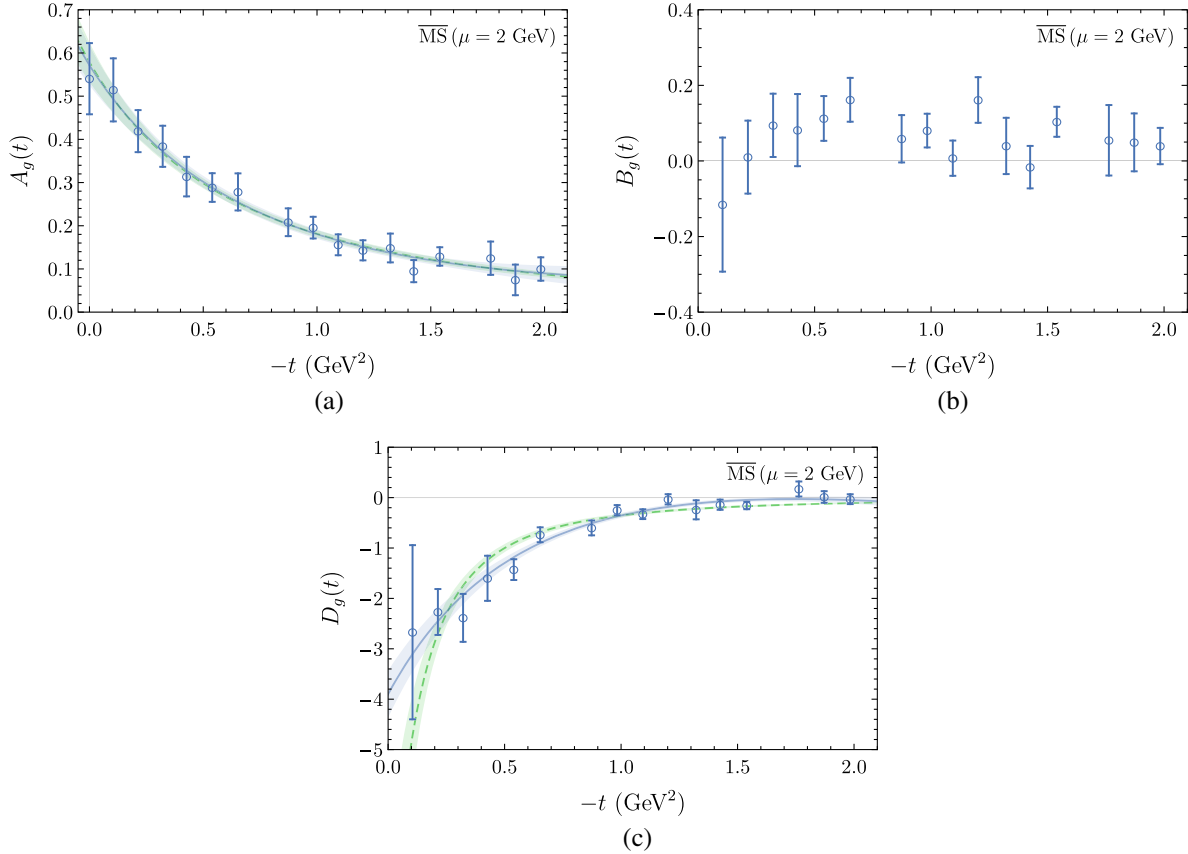 0.7
0.6
0.5
0.4
0.3
0.2
0.1
0.0
A_g(t)
MS (μ = 2 GeV)
0.0 0.5 1.0 1.5 2.0
−t (GeV²)
(a)
0.4
0.2
0.0
−0.2
−0.4
B_g(t)
MS (μ = 2 GeV)
0.0 0.5 1.0 1.5 2.0
−t (GeV²)
(b)
1
0
−1
−2
−3
−4
−5
D_g(t)
MS (μ = 2 GeV)
0.0 0.5 1.0 1.5 2.0
−t (GeV²)
(c)